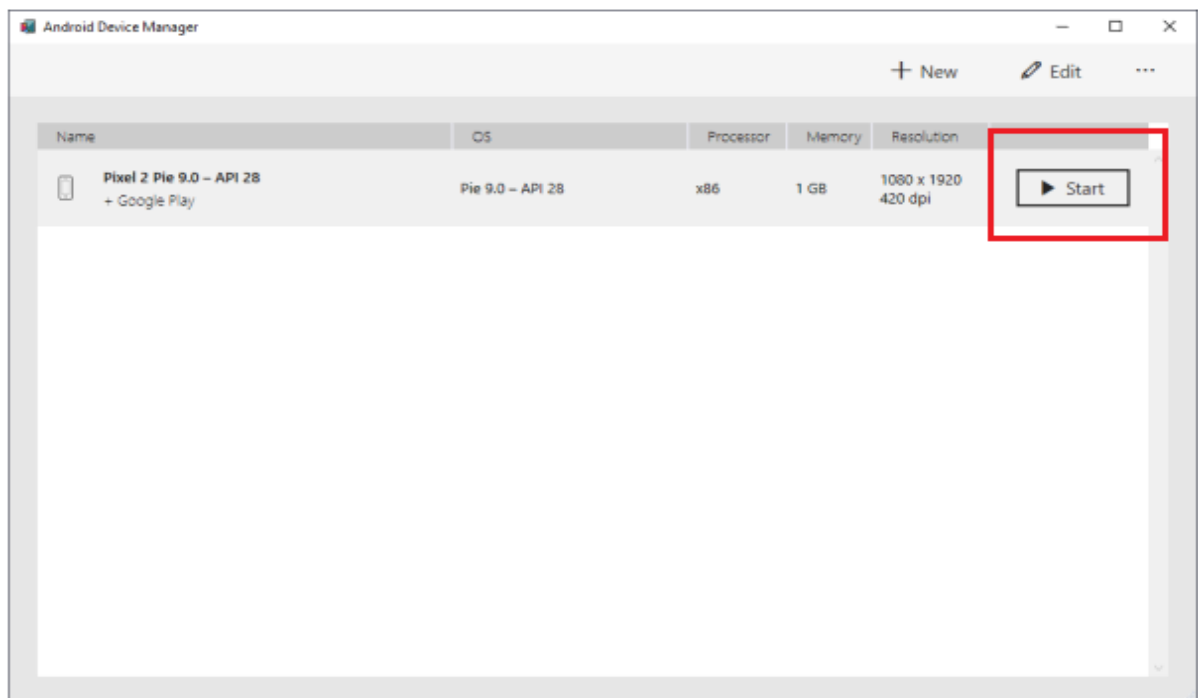 Android Device Manager
+ New
Edit
...
Name OS Processor Memory Resolution
Pixel 2 Pie 9.0 – API 28
+ Google Play
Pie 9.0 – API 28
x86
1 GB
1080 x 1920
420 dpi
Start